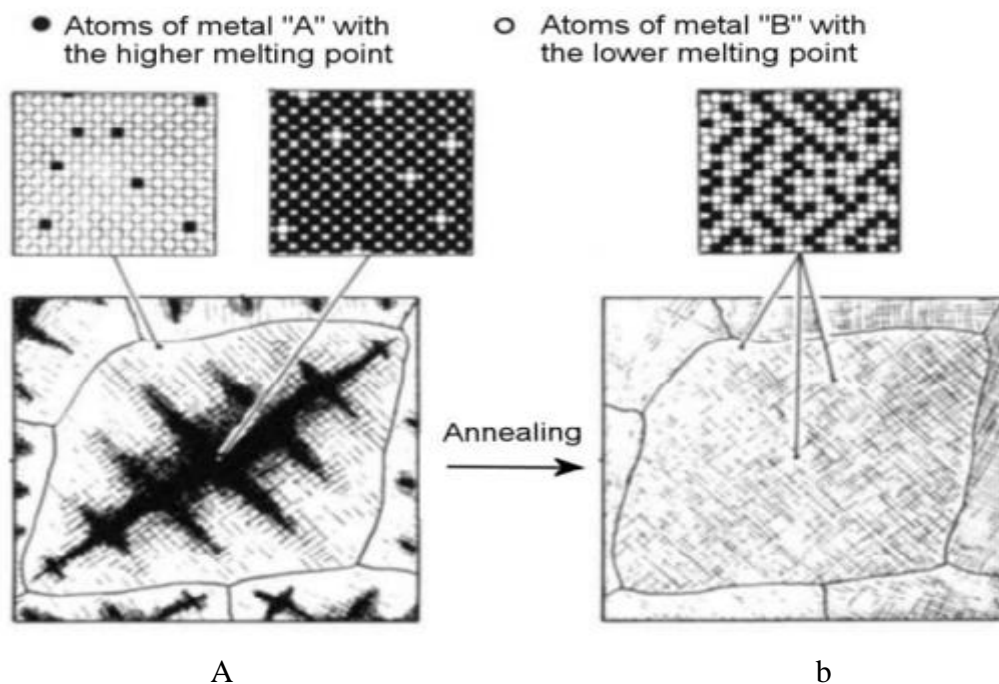 Atoms of metal "A" with
the higher melting point
Atoms of metal "B" with
the lower melting point
Annealing
A
b